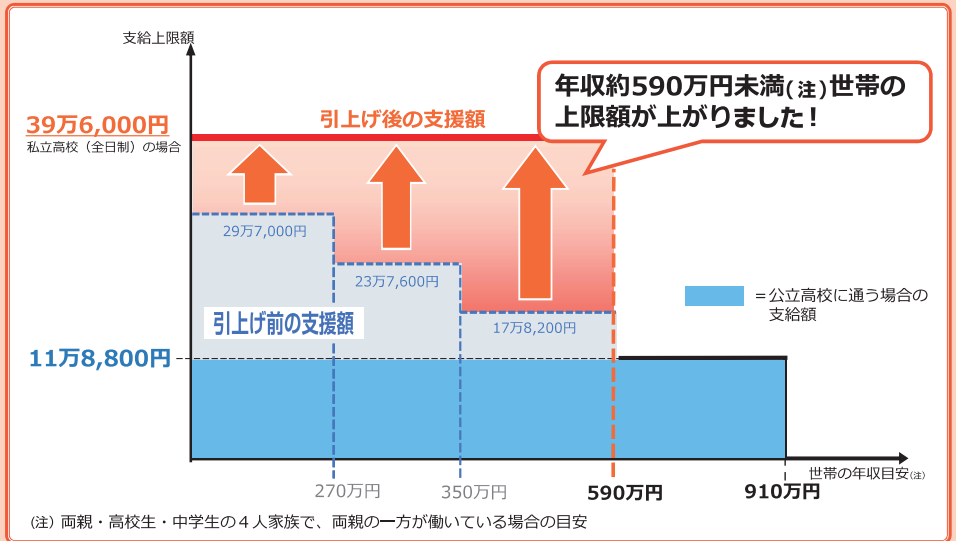 支給上限額
年収約590万円未満(注)世帯の
上限額が上がりました！
39万6,000円
私立高校（全日制）の場合
引上げ後の支援額
29万7,000円
23万7,600円
17万8,200円
引上げ前の支援額
＝公立高校に通う場合の
支給額
11万8,800円
世帯の年収目安(注)
270万円
350万円
590万円
910万円
(注) 両親・高校生・中学生の４人家族で、両親の一方が働いている場合の目安